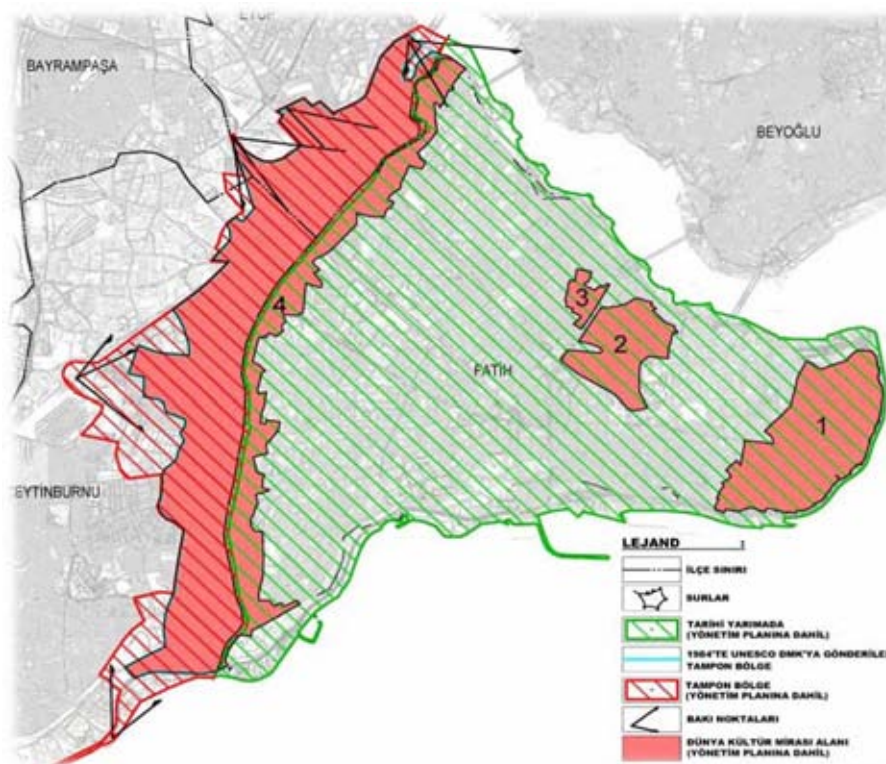 EYÜP
BAYRAMPAŞA
BEYOĞLU
3
4
2
FATİH
1
EYTİNBURNU
LEJAND
İLÇE SINIRI
SURLAR
TARİHİ YARIMADA
(YÖNETİM PLANINA DAHİL)
1984'TE UNESCO DMK'YA GÖNDERİLE
TAMPON BÖLGE
TAMPON BÖLGE
(YÖNETİM PLANINA DAHİL)
BAKI NOKTALARI
DÜNYA KÜLTÜR MİRASI ALANI
(YÖNETİM PLANINA DAHİL)